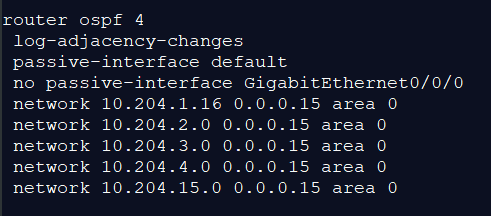 router ospf 4
log-adjacency-changes
passive-interface default
no passive-interface GigabitEthernet0/0/0
network 10.204.1.16 0.0.0.15 area 0
network 10.204.2.0 0.0.0.15 area 0
network 10.204.3.0 0.0.0.15 area 0
network 10.204.4.0 0.0.0.15 area 0
network 10.204.15.0 0.0.0.15 area 0